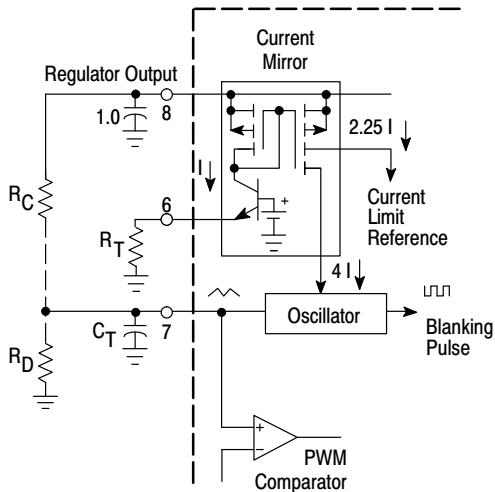 Current
Mirror
Regulator Output
1.0
8
2.25 I
I
R_C
6
R_T
Current
Limit
Reference
4 I
C_T
7
Oscillator
Blanking
Pulse
R_D
+
+
−
PWM
Comparator